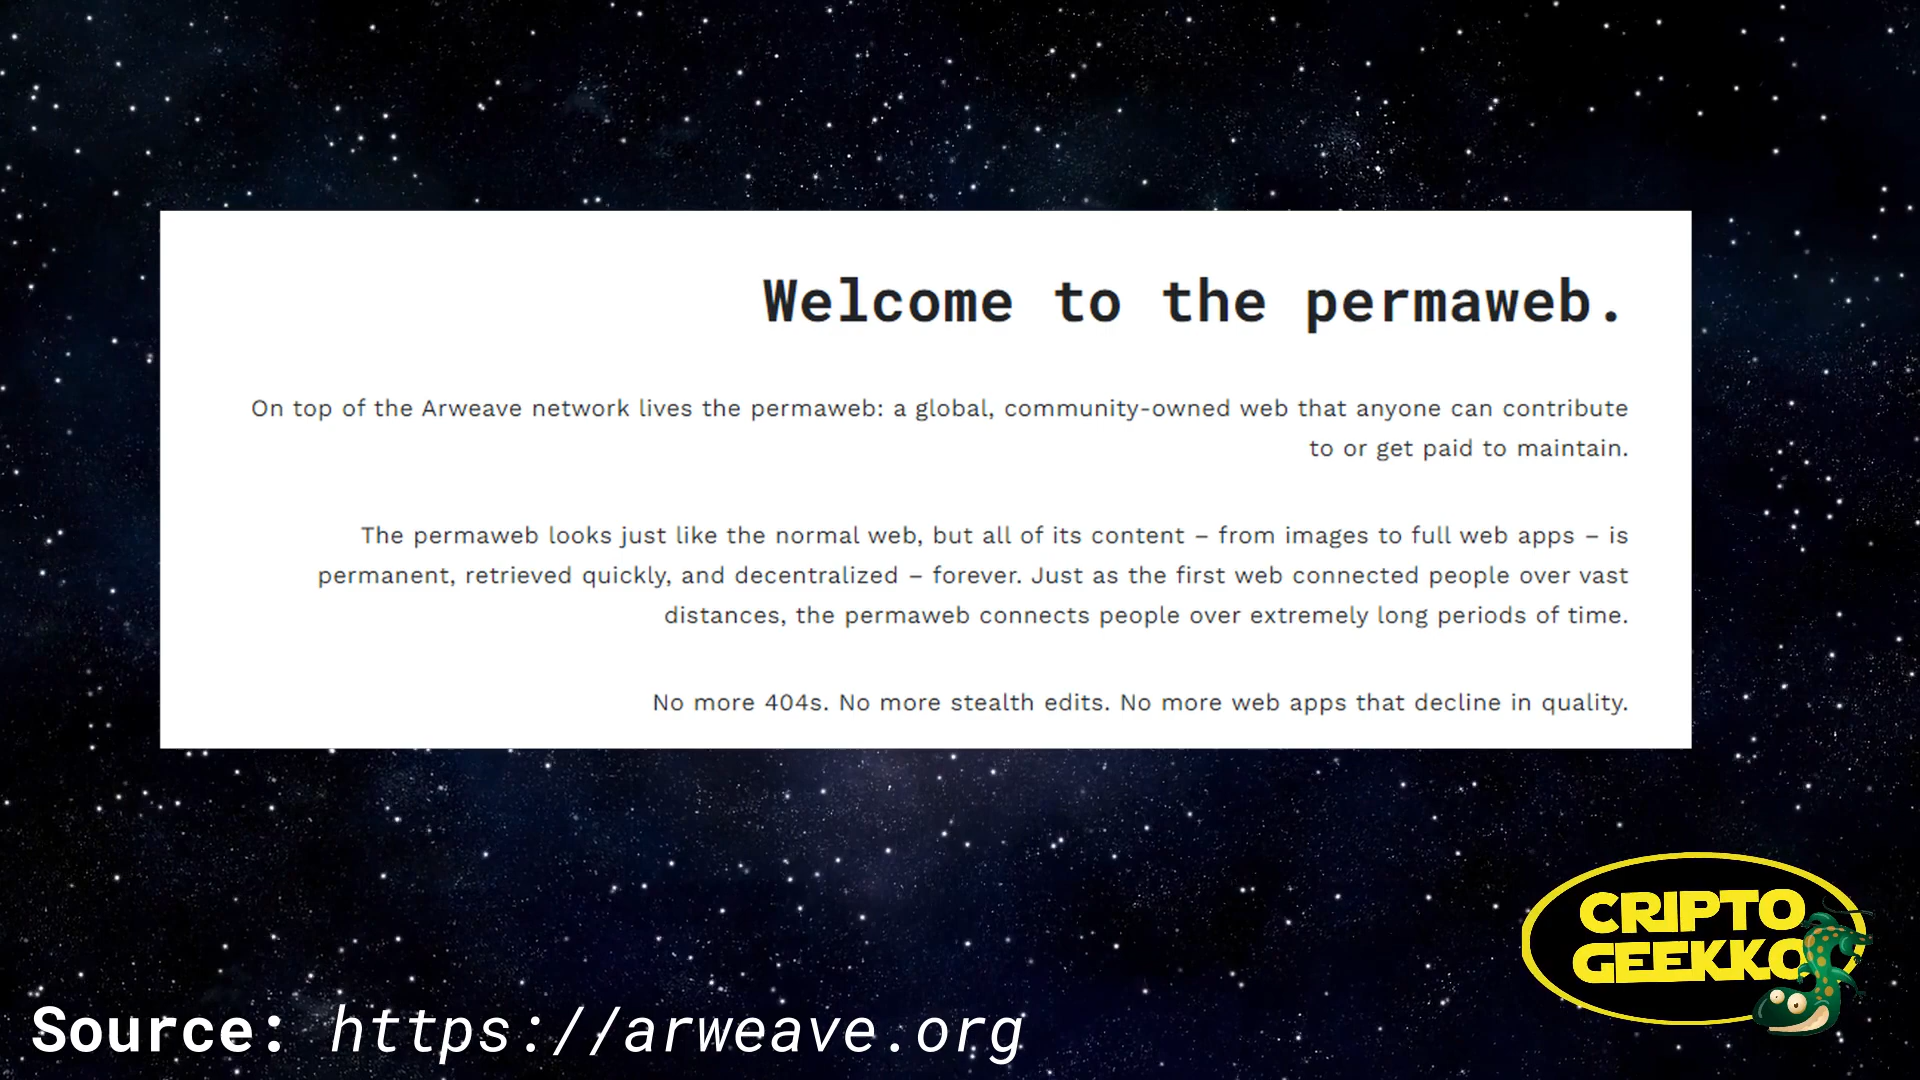 Welcome to the permaweb.
On top of the Arweave network lives the permaweb: a global, community-owned web that anyone can contribute
to or get paid to maintain.
The permaweb looks just like the normal web, but all of its content – from images to full web apps – is
permanent, retrieved quickly, and decentralized – forever. Just as the first web connected people over vast
distances, the permaweb connects people over extremely long periods of time.
No more 404s. No more stealth edits. No more web apps that decline in quality.
CRIPTO
GEEKKO
Source: https://arweave.org